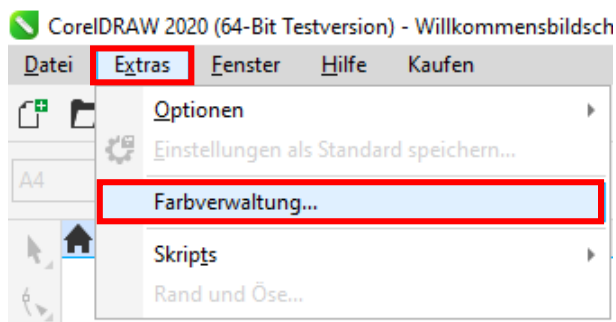 CorelDRAW 2020 (64-Bit Testversion) - Willkommensbildsch
Datei Extras Fenster Hilfe Kaufen
Optionen
Einstellungen als Standard speichern...
A4
Farbverwaltung...
Skripts
Rand und Öse...